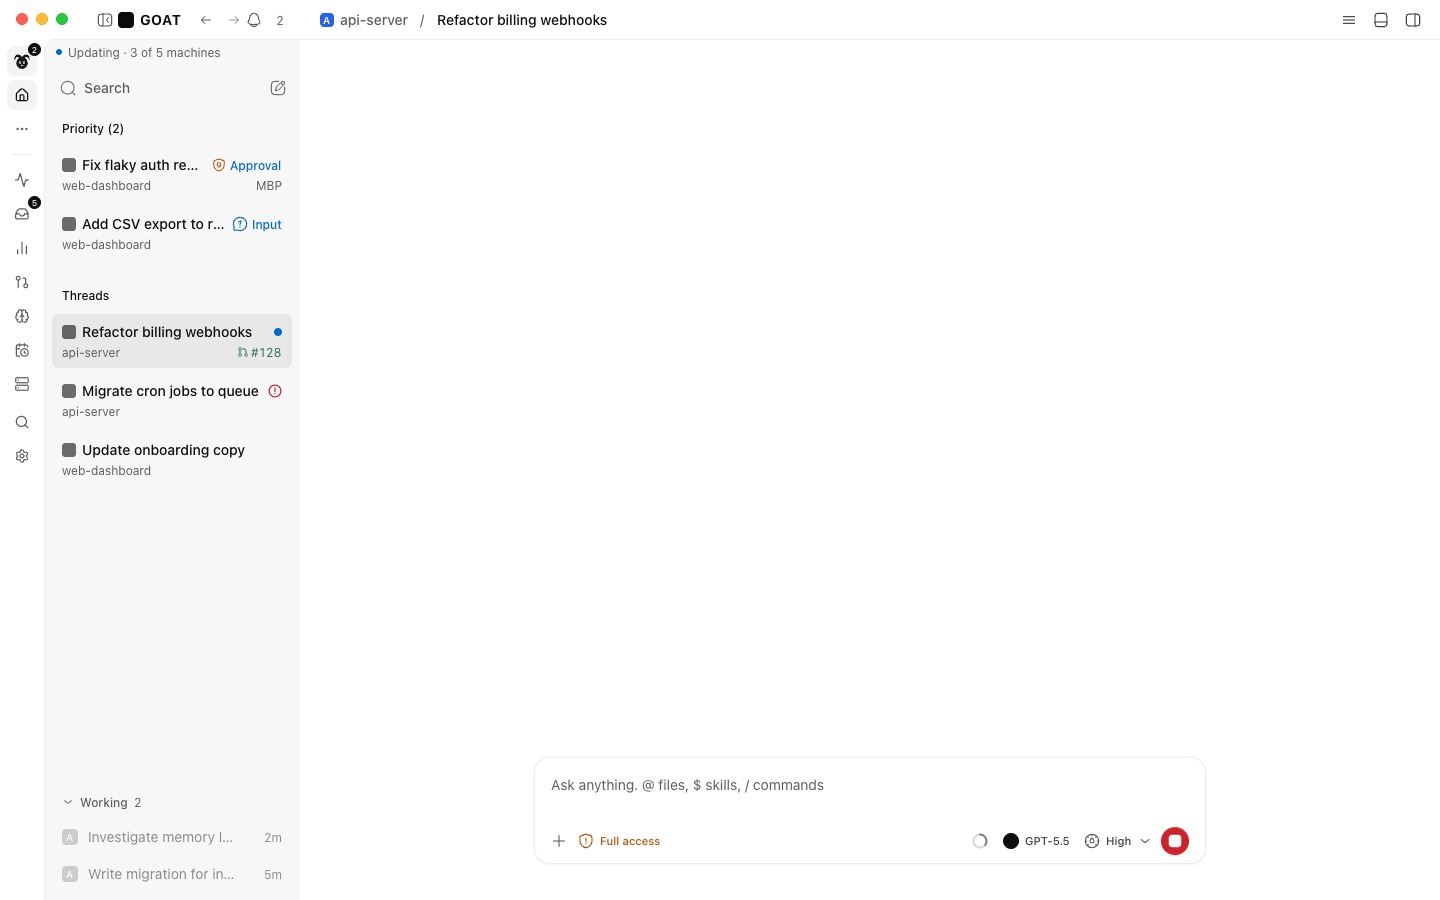 GOAT
2
A api-server / Refactor billing webhooks
2
Updating · 3 of 5 machines
Search
Priority (2)
Fix flaky auth re... Approval
web-dashboard MBP
Add CSV export to r... Input
web-dashboard
5
Threads
Refactor billing webhooks
api-server #128
Migrate cron jobs to queue
api-server
Update onboarding copy
web-dashboard
Working 2
A Investigate memory l... 2m
A Write migration for in... 5m
Ask anything. @ files, $ skills, / commands
Full access GPT-5.5 High